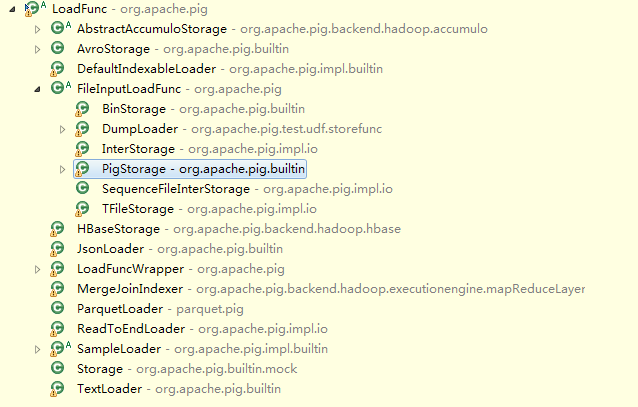 LoadFunc - org.apache.pig
AbstractAccumuloStorage - org.apache.pig.backend.hadoop.accumulo
AvroStorage - org.apache.pig.builtin
DefaultIndexableLoader - org.apache.pig.impl.builtin
FileInputLoadFunc - org.apache.pig
BinStorage - org.apache.pig.builtin
DumpLoader - org.apache.pig.test.udf.storefunc
InterStorage - org.apache.pig.impl.io
PigStorage - org.apache.pig.builtin
SequenceFileInterStorage - org.apache.pig.impl.io
TFileStorage - org.apache.pig.impl.io
HBaseStorage - org.apache.pig.backend.hadoop.hbase
JsonLoader - org.apache.pig.builtin
LoadFuncWrapper - org.apache.pig
MergeJoinIndexer - org.apache.pig.backend.hadoop.executionengine.mapReduceLayer
ParquetLoader - parquet.pig
ReadToEndLoader - org.apache.pig.impl.io
SampleLoader - org.apache.pig.impl.builtin
Storage - org.apache.pig.builtin.mock
TextLoader - org.apache.pig.builtin